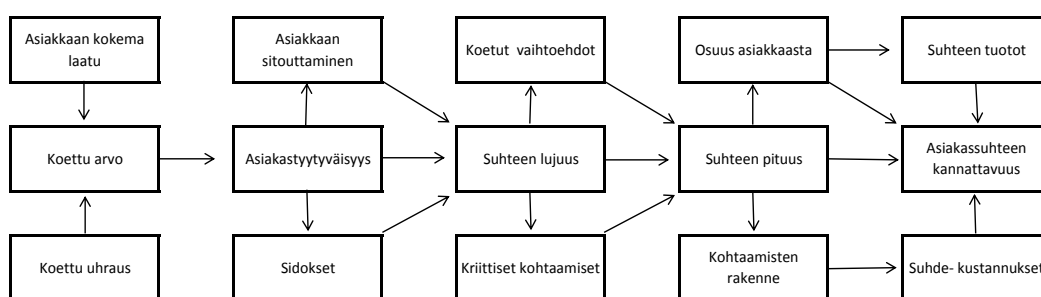 Asiakkaan kokema
laatu
Asiakkaan
sitouttaminen
Koetut vaihtoehdot
Osuus asiakkaasta
Suhteen tuotot
Koettu arvo
Asiakastyytyväisyys
Suhteen lujuus
Suhteen pituus
Asiakassuhteen
kannattavuus
Koettu uhraus
Sidokset
Kriittiset kohtaamiset
Kohtaamisten
rakenne
Suhde- kustannukset